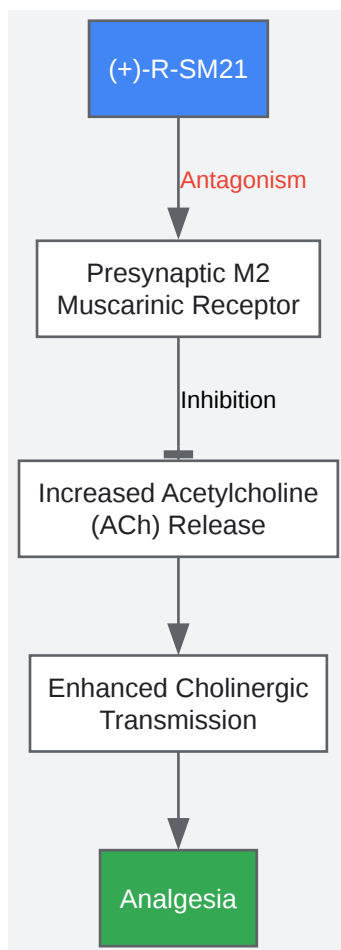 (+)-R-SM21
Antagonism
Presynaptic M2
Muscarinic Receptor
Inhibition
Increased Acetylcholine
(ACh) Release
Enhanced Cholinergic
Transmission
Analgesia